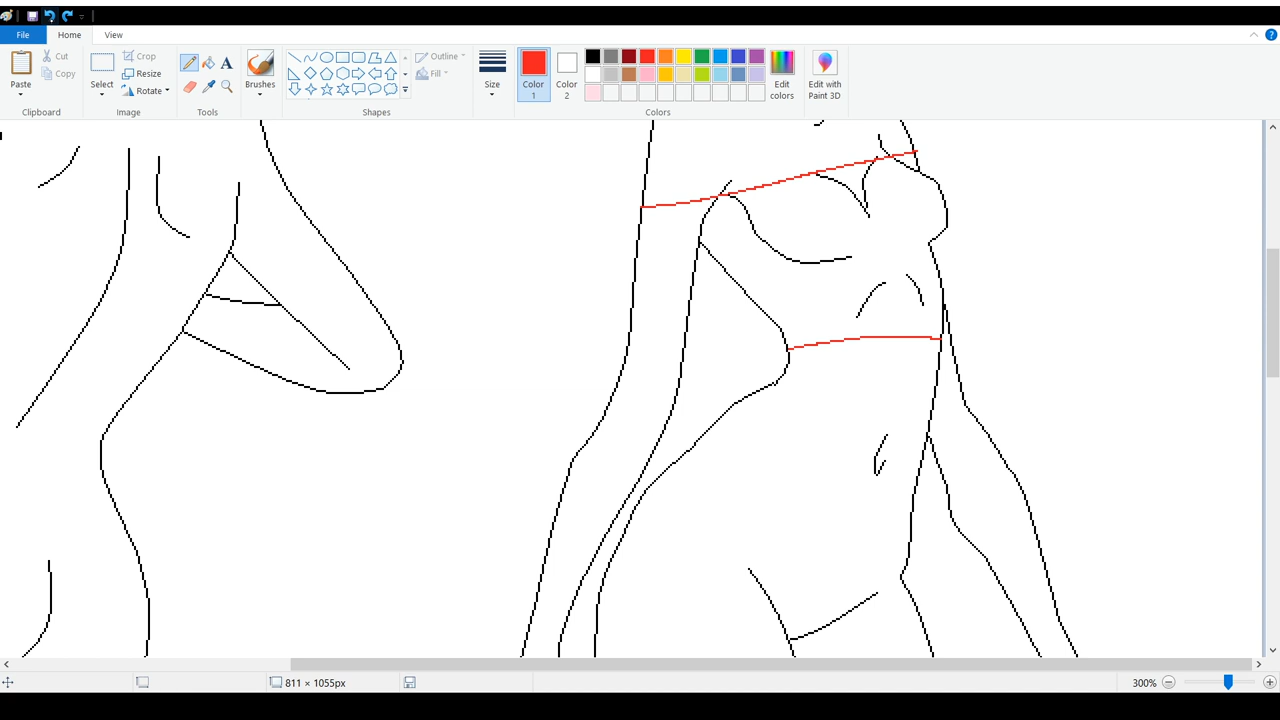 File Home View
Paste
Cut
Copy
Clipboard
Select
Crop
Resize
Rotate
Image
Tools
Brushes
Shapes
Outline
Fill
Size
Color 1
Color 2
Colors
Edit colors
Edit with Paint 3D
811 × 1055px
300%